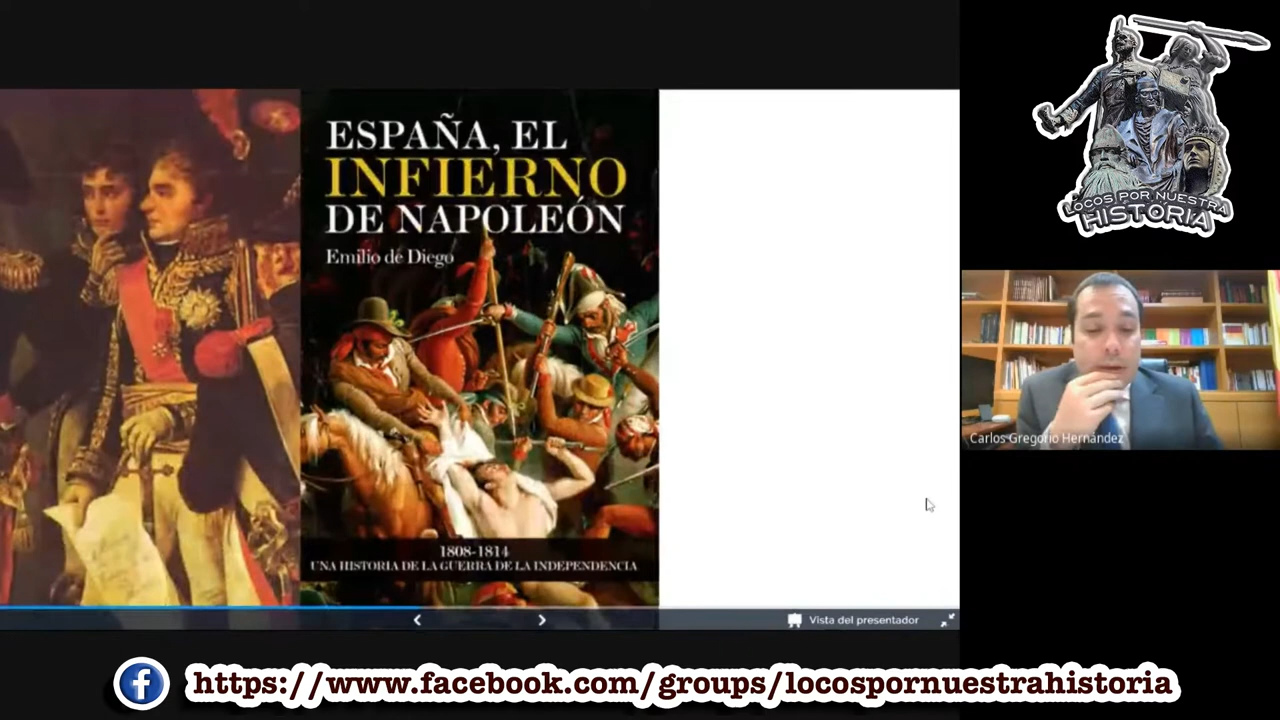 ESPAÑA, EL
INFIERNO
DE NAPOLEÓN
Emilio de Diego
1808-1814
UNA HISTORIA DE LA GUERRA DE LA INDEPENDENCIA
Vista del presentador
LOCOS POR NUESTRA
HISTORIA
Carlos Gregorio Hernández
https://www.facebook.com/groups/locospornuestrahistoria